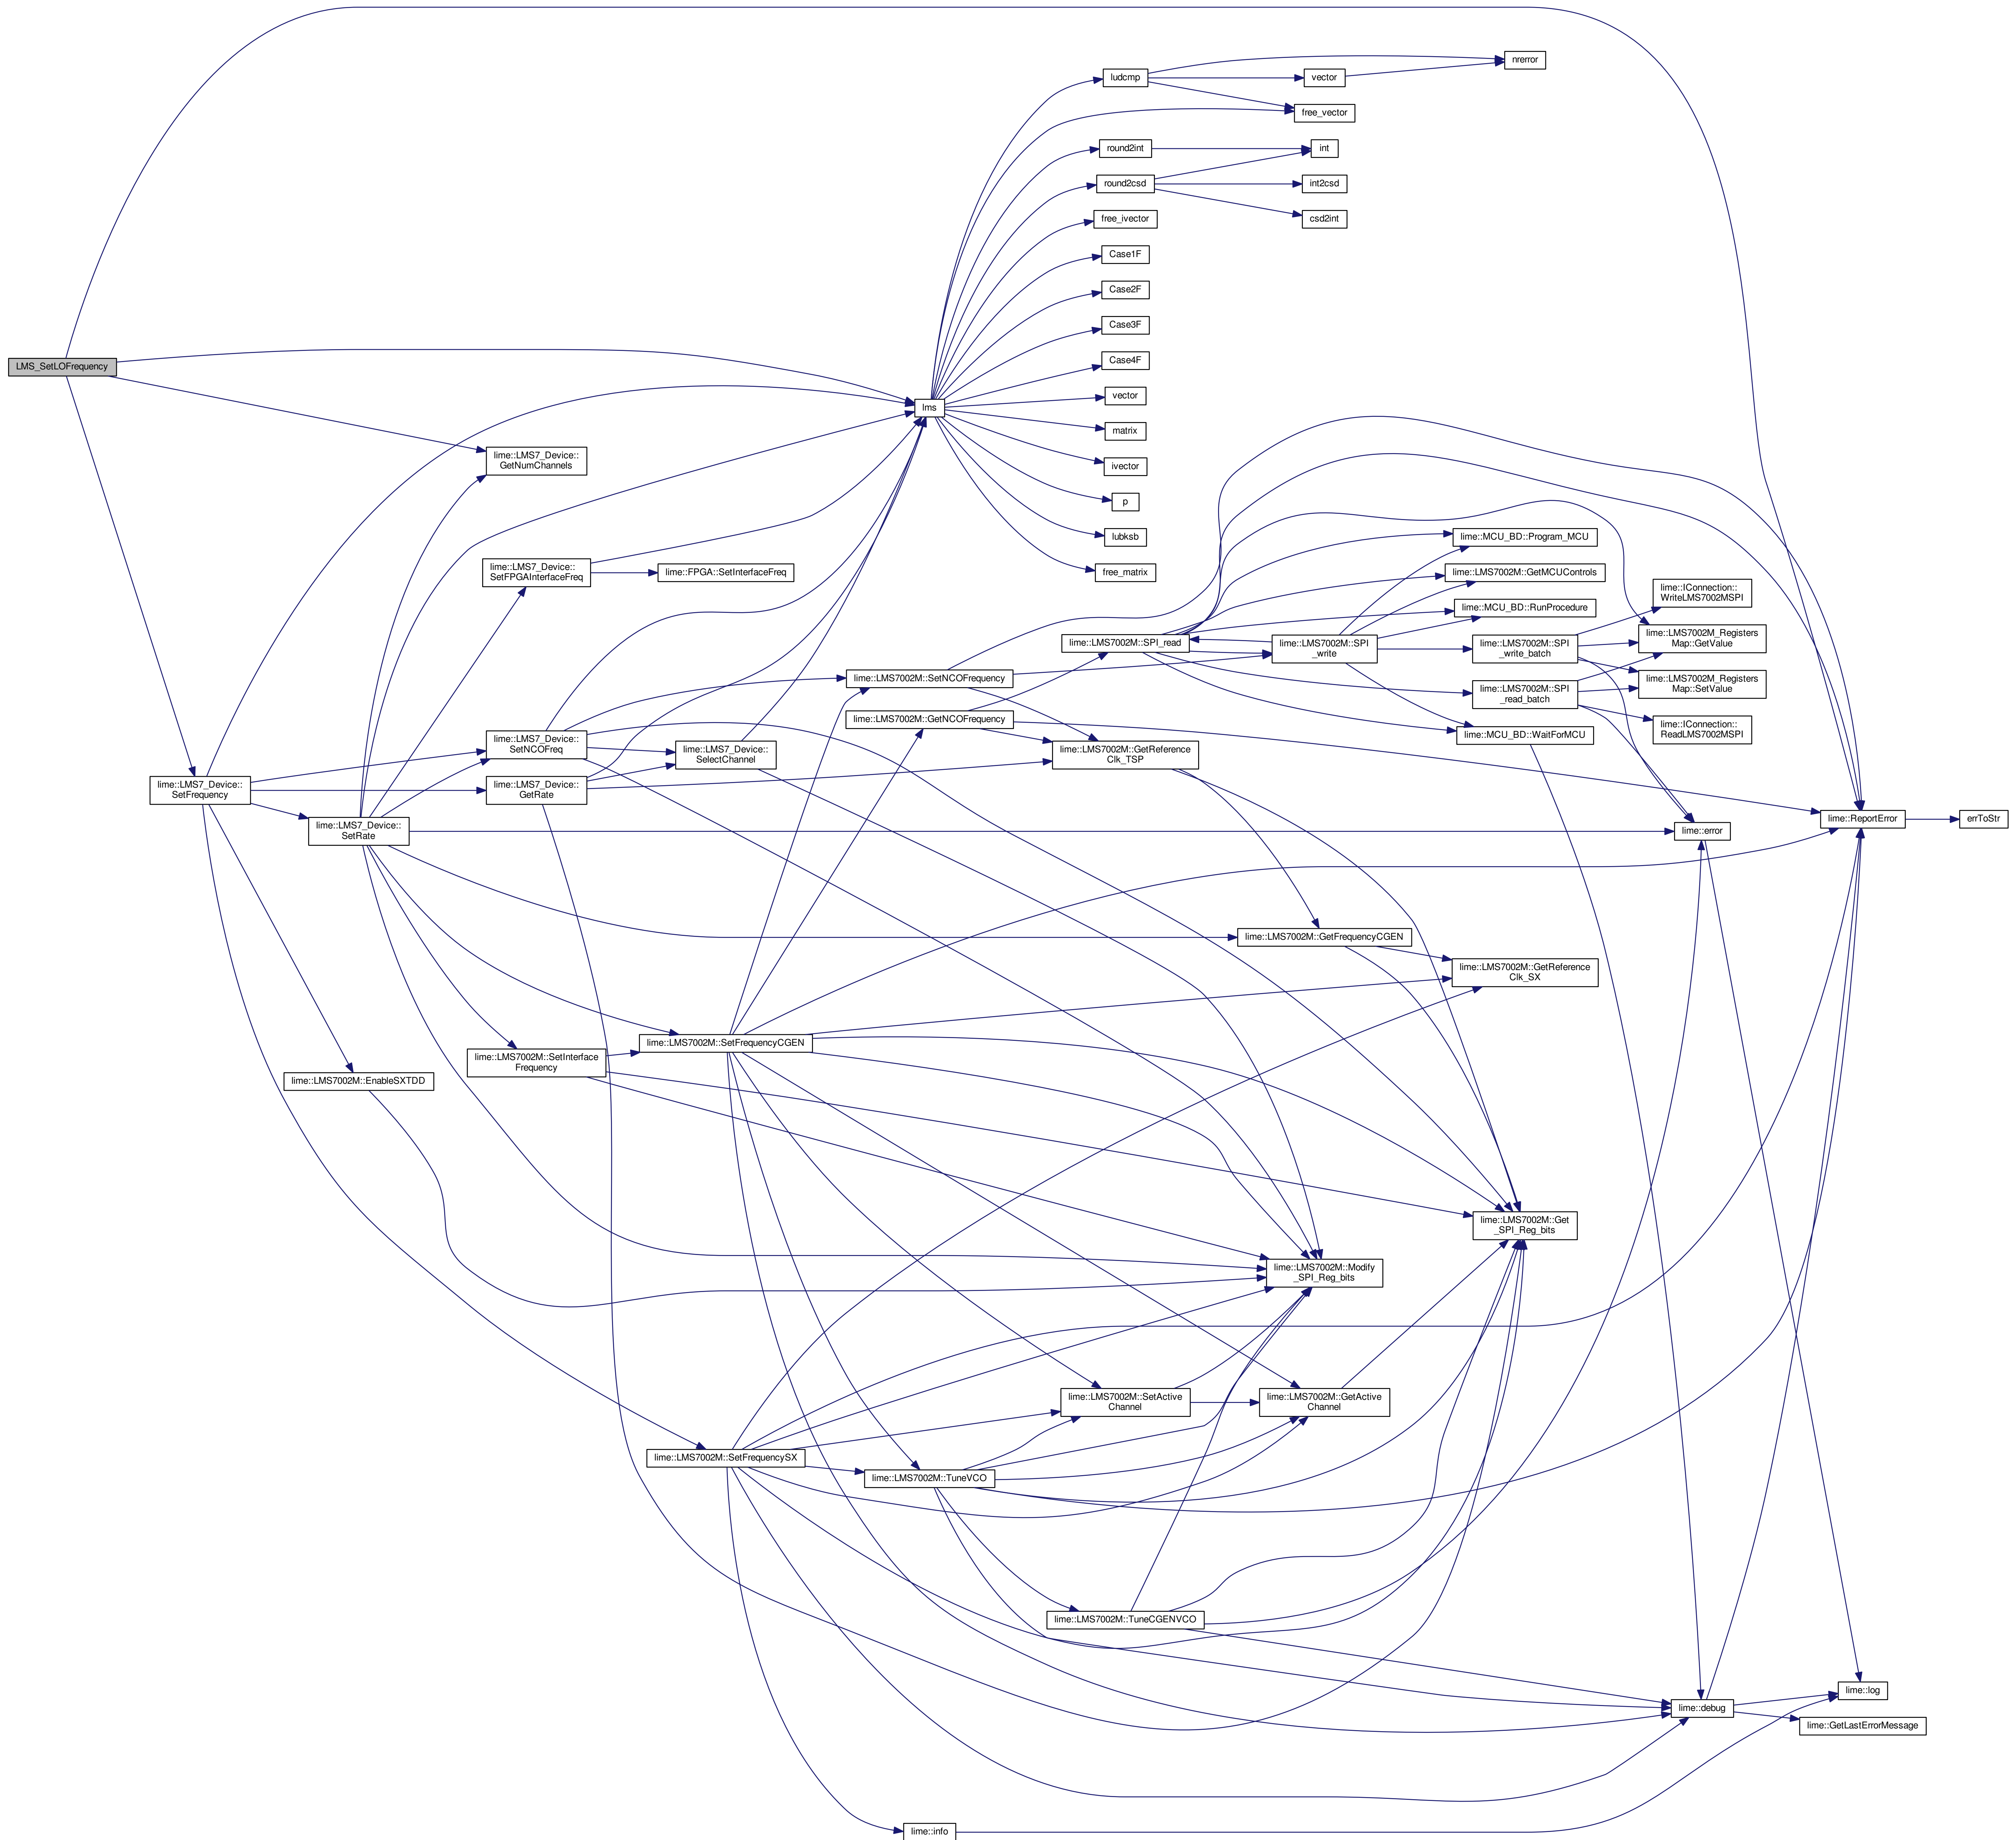 nrerror
ludcmp
vector
free_vector
round2int
int
round2csd
int2csd
free_ivector
csd2int
Case1F
Case2F
Case3F
LMS_SetLOFrequency
Case4F
vector
lms
matrix
lime::LMS7_Device::
GetNumChannels
ivector
p
lubksb
lime::MCU_BD::Program_MCU
lime::LMS7_Device::
SetFPGAInterfaceFreq
lime::FPGA::SetInterfaceFreq
free_matrix
lime::LMS7002M::GetMCUControls
lime::IConnection::
WriteLMS7002MSPI
lime::MCU_BD::RunProcedure
lime::LMS7002M::SPI_read
lime::LMS7002M::SPI
_write
lime::LMS7002M::SPI
_write_batch
lime::LMS7002M_Registers
Map::GetValue
lime::LMS7002M::SetNCOFrequency
lime::LMS7002M::SPI
_read_batch
lime::LMS7002M_Registers
Map::SetValue
lime::LMS7002M::GetNCOFrequency
lime::MCU_BD::WaitForMCU
lime::IConnection::
ReadLMS7002MSPI
lime::LMS7_Device::
SetNCOFreq
lime::LMS7_Device::
SelectChannel
lime::LMS7002M::GetReference
Clk_TSP
lime::LMS7_Device::
SetFrequency
lime::LMS7_Device::
GetRate
lime::LMS7_Device::
SetRate
lime::error
lime::ReportError
errToStr
lime::LMS7002M::GetFrequencyCGEN
lime::LMS7002M::GetReference
Clk_SX
lime::LMS7002M::SetFrequencyCGEN
lime::LMS7002M::SetInterface
Frequency
lime::LMS7002M::EnableSXTDD
lime::LMS7002M::Get
_SPI_Reg_bits
lime::LMS7002M::Modify
_SPI_Reg_bits
lime::LMS7002M::SetActive
Channel
lime::LMS7002M::GetActive
Channel
lime::LMS7002M::SetFrequencySX
lime::LMS7002M::TuneVCO
lime::LMS7002M::TuneCGENVCO
lime::log
lime::debug
lime::GetLastErrorMessage
lime::info